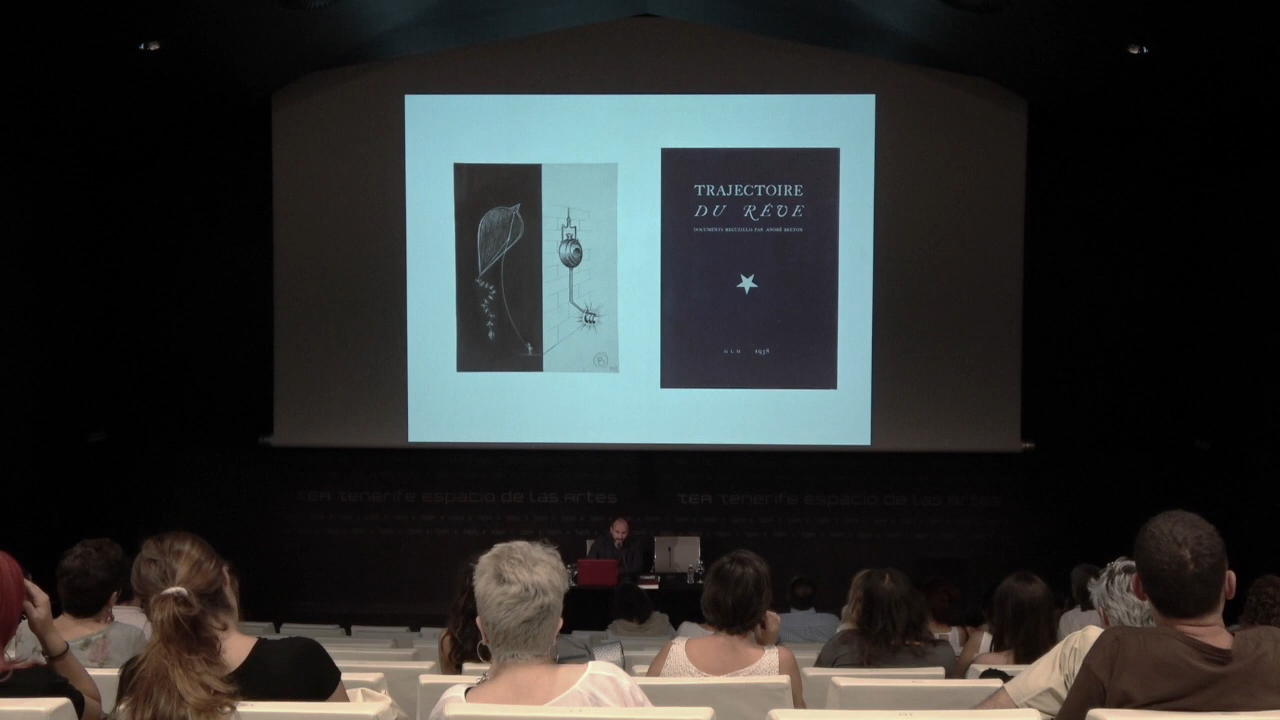 TRAJECTOIRE
DU RÊVE
DOCUMENTS RECUEILLIS PAR ANDRÉ BRETON
G L M 1938
TEA Tenerife espacio de las artes
TEA Tenerife espacio de las artes